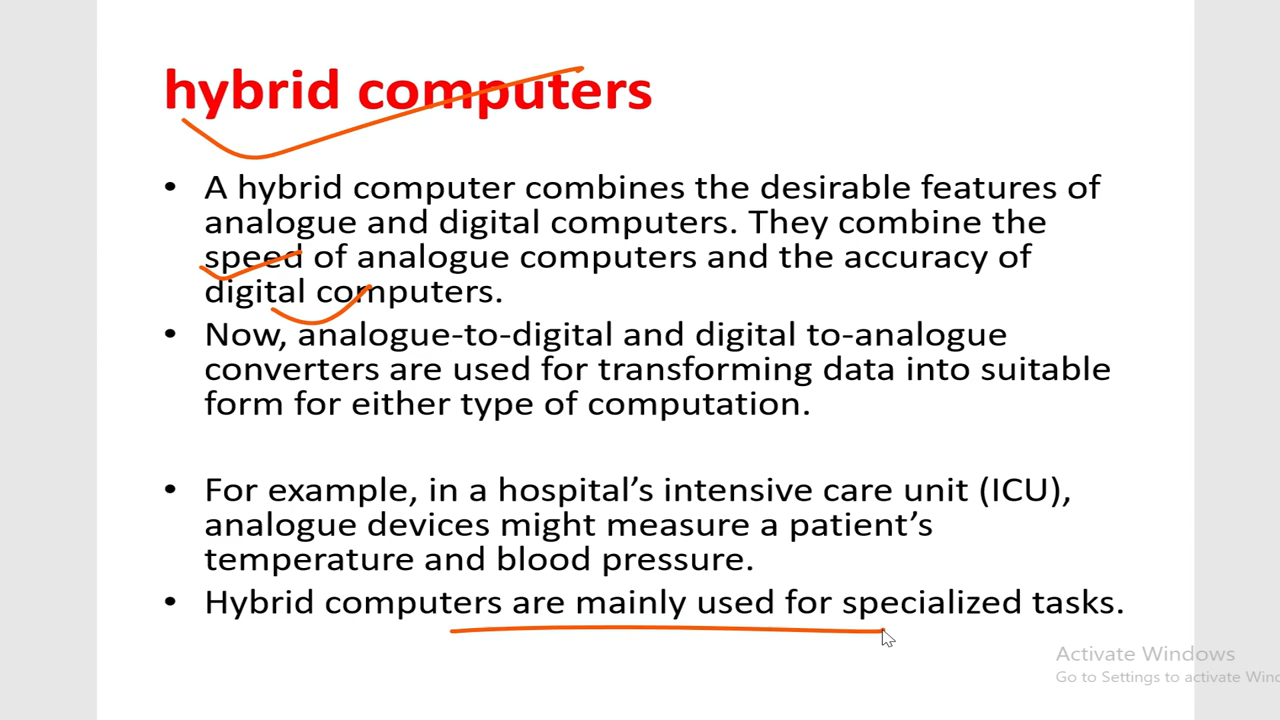 hybrid computers
• A hybrid computer combines the desirable features of
analogue and digital computers. They combine the
speed of analogue computers and the accuracy of
digital computers.
• Now, analogue-to-digital and digital to-analogue
converters are used for transforming data into suitable
form for either type of computation.
• For example, in a hospital’s intensive care unit (ICU),
analogue devices might measure a patient’s
temperature and blood pressure.
• Hybrid computers are mainly used for specialized tasks.
Activate Windows
Go to Settings to activate Win